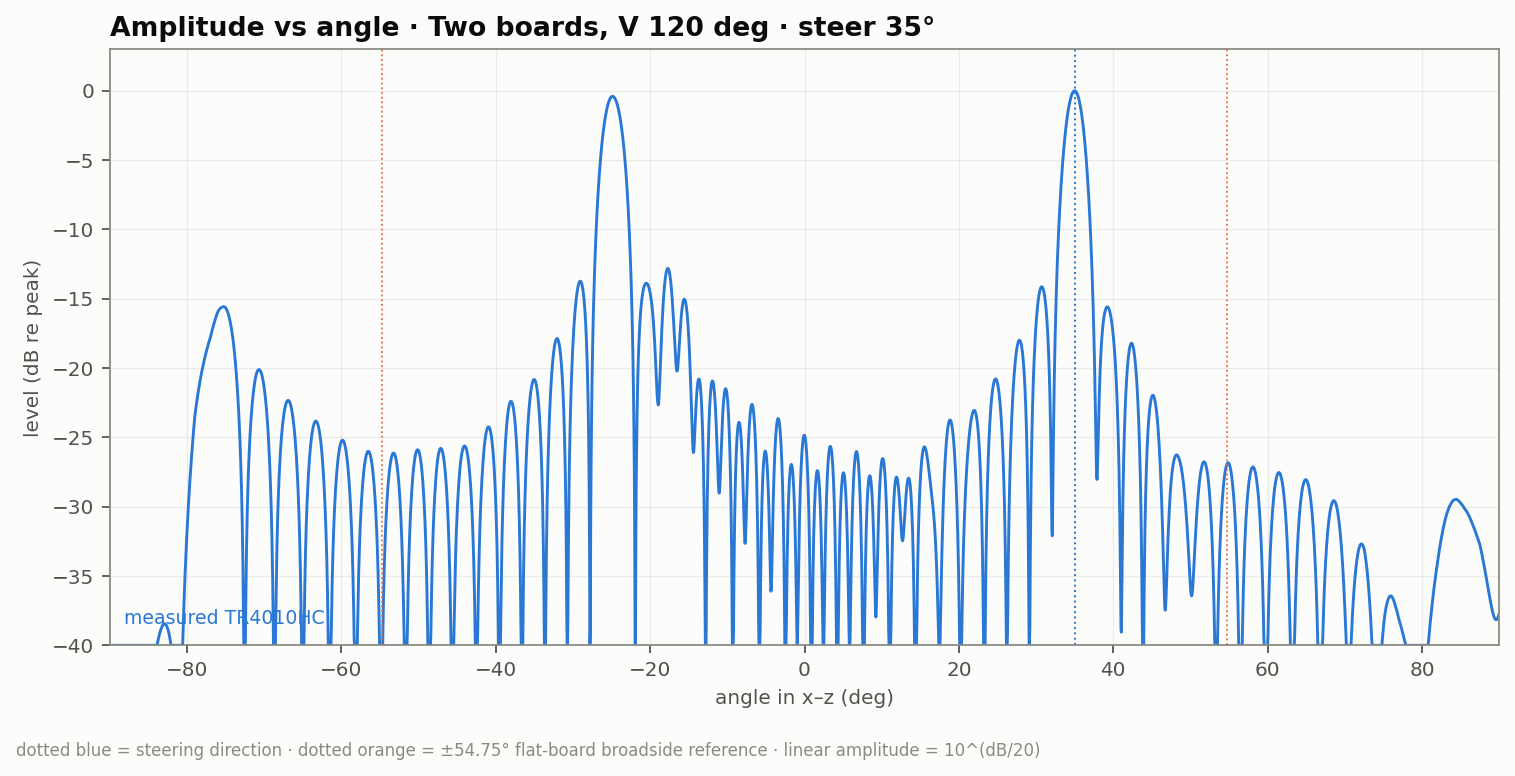 Amplitude vs angle · Two boards, V 120 deg · steer 35°
level (dB re peak)
0
−5
−10
−15
−20
−25
−30
−35
−40
measured TR4010HC
−80 −60 −40 −20 0 20 40 60 80
angle in x–z (deg)
dotted blue = steering direction · dotted orange = ±54.75° flat-board broadside reference · linear amplitude = 10^(dB/20)